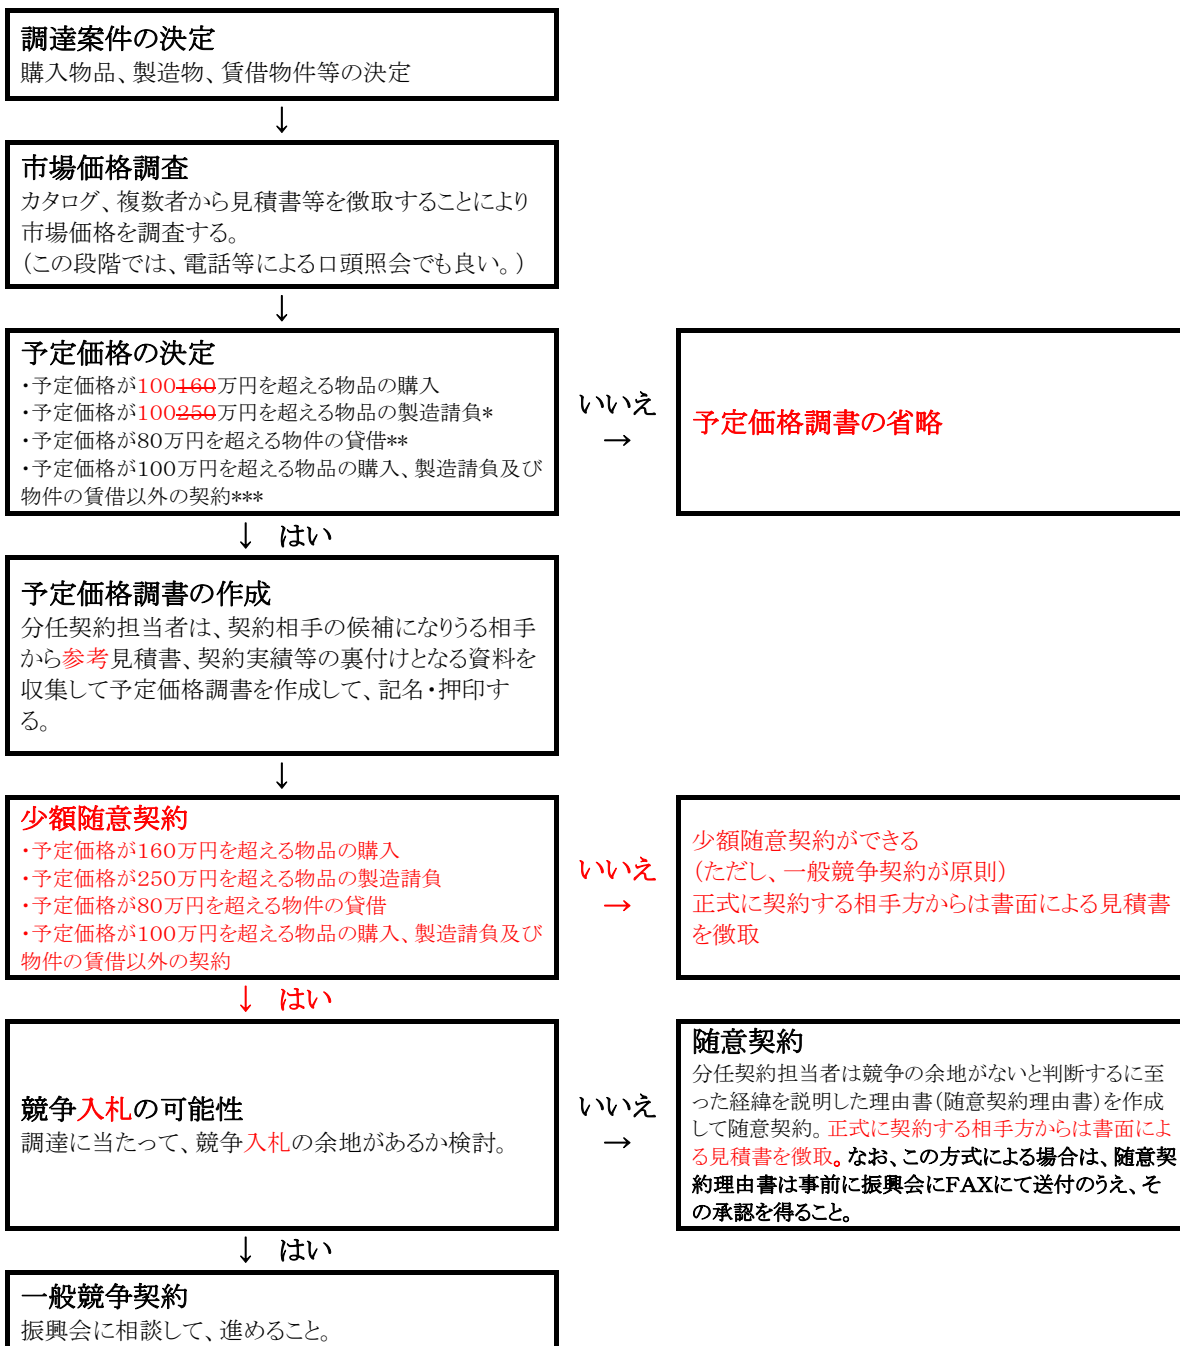 調達案件の決定
購入物品、製造物、賃借物件等の決定
↓
市場価格調査
カタログ、複数者から見積書等を徴取することにより
市場価格を調査する。
（この段階では、電話等による口頭照会でも良い。）
↓
予定価格の決定
・予定価格が100160万円を超える物品の購入
・予定価格が100250万円を超える物品の製造請負*
・予定価格が80万円を超える物件の貸借**
・予定価格が100万円を超える物品の購入、製造請負及び
物件の賃借以外の契約***
いいえ
→
予定価格調書の省略
↓ はい
予定価格調書の作成
分任契約担当者は、契約相手の候補になりうる相手
から参考見積書、契約実績等の裏付けとなる資料を
収集して予定価格調書を作成して、記名・押印す
る。
↓
少額随意契約
・予定価格が160万円を超える物品の購入
・予定価格が250万円を超える物品の製造請負
・予定価格が80万円を超える物件の貸借
・予定価格が100万円を超える物品の購入、製造請負及び
物件の賃借以外の契約
いいえ
→
少額随意契約ができる
（ただし、一般競争契約が原則）
正式に契約する相手方からは書面による見積書
を徴取
↓ はい
競争入札の可能性
調達に当たって、競争入札の余地があるか検討。
いいえ
→
随意契約
分任契約担当者は競争の余地がないと判断するに至
った経緯を説明した理由書（随意契約理由書）を作成
して随意契約。正式に契約する相手方からは書面によ
る見積書を徴取。なお、この方式による場合は、随意契
約理由書は事前に振興会にFAXにて送付のうえ、そ
の承認を得ること。
↓ はい
一般競争契約
振興会に相談して、進めること。